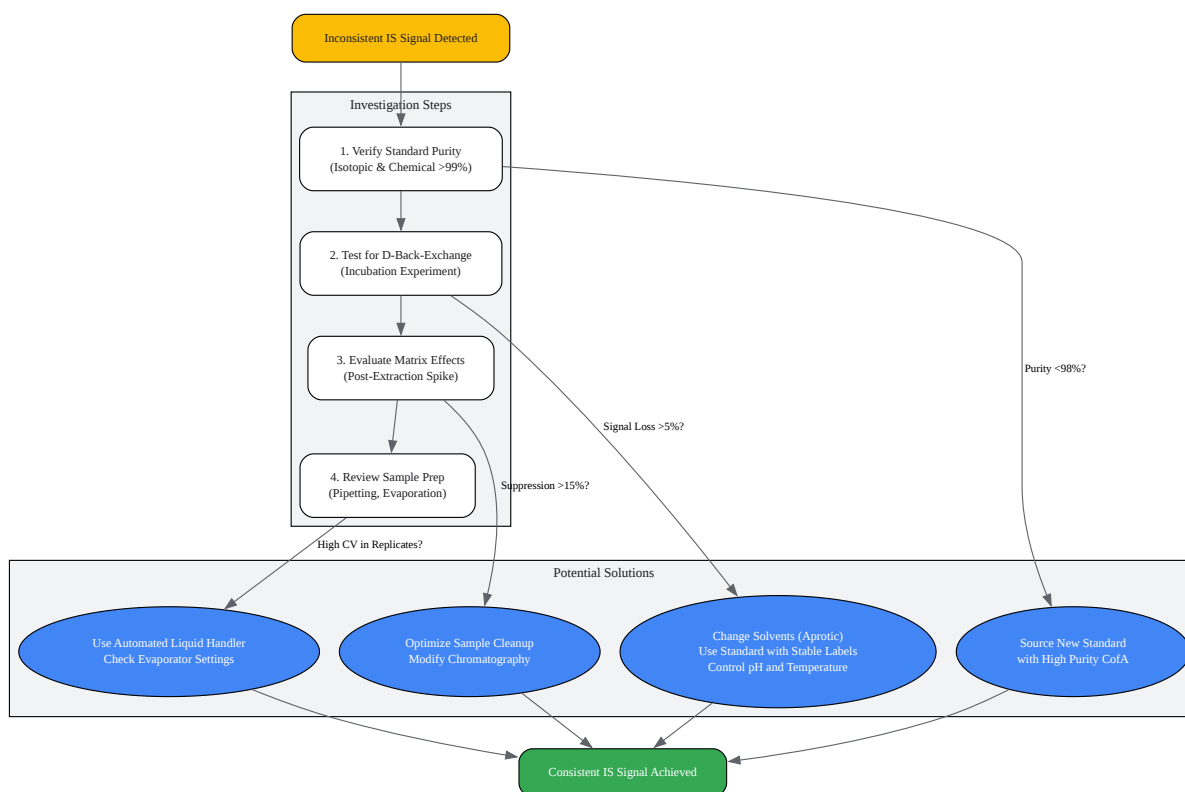 Inconsistent IS Signal Detected
Investigation Steps
1. Verify Standard Purity
(Isotopic & Chemical >99%)
2. Test for D-Back-Exchange
(Incubation Experiment)
3. Evaluate Matrix Effects
(Post-Extraction Spike)
Purity <98%?
Signal Loss >5%?
4. Review Sample Prep
(Pipetting, Evaporation)
Suppression >15%?
High CV in Replicates?
Potential Solutions
Use Automated Liquid Handler
Check Evaporator Settings
Optimize Sample Cleanup
Modify Chromatography
Change Solvents (Aprotic)
Use Standard with Stable Labels
Control pH and Temperature
Source New Standard
with High Purity CofA
Consistent IS Signal Achieved